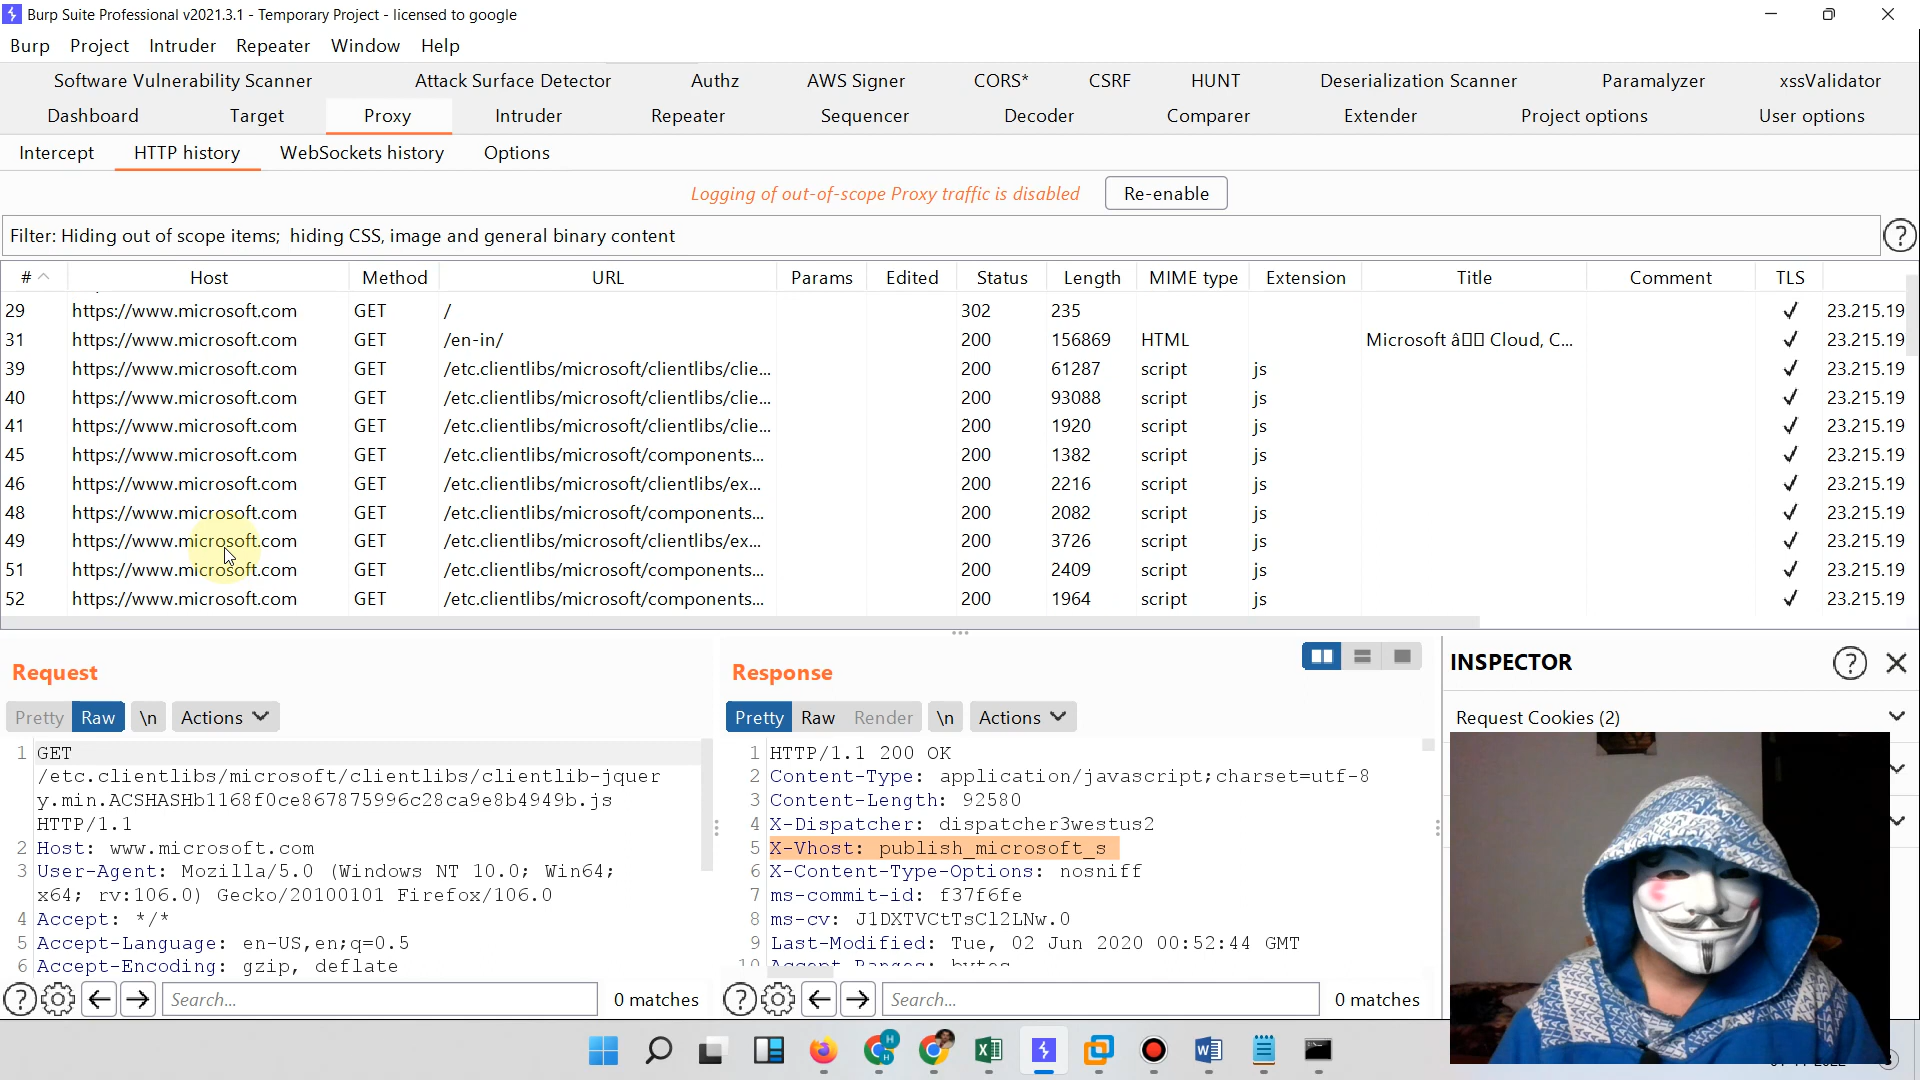 Burp Suite Professional v2021.3.1 - Temporary Project - licensed to google
Burp Project Intruder Repeater Window Help
Software Vulnerability Scanner Attack Surface Detector Authz AWS Signer CORS* CSRF HUNT Deserialization Scanner Paramalyzer xssValidator
Dashboard Target Proxy Intruder Repeater Sequencer Decoder Comparer Extender Project options User options
Intercept HTTP history WebSockets history Options
Logging of out-of-scope Proxy traffic is disabled Re-enable
Filter: Hiding out of scope items; hiding CSS, image and general binary content ?
# Host Method URL Params Edited Status Length MIME type Extension Title Comment TLS
29 https://www.microsoft.com GET / 302 235 ✓ 23.215.19
31 https://www.microsoft.com GET /en-in/ 200 156869 HTML Microsoft â Cloud, C... ✓ 23.215.19
39 https://www.microsoft.com GET /etc.clientlibs/microsoft/clientlibs/clie... 200 61287 script js ✓ 23.215.19
40 https://www.microsoft.com GET /etc.clientlibs/microsoft/clientlibs/clie... 200 93088 script js ✓ 23.215.19
41 https://www.microsoft.com GET /etc.clientlibs/microsoft/clientlibs/clie... 200 1920 script js ✓ 23.215.19
45 https://www.microsoft.com GET /etc.clientlibs/microsoft/components... 200 1382 script js ✓ 23.215.19
46 https://www.microsoft.com GET /etc.clientlibs/microsoft/clientlibs/ex... 200 2216 script js ✓ 23.215.19
48 https://www.microsoft.com GET /etc.clientlibs/microsoft/components... 200 2082 script js ✓ 23.215.19
49 https://www.microsoft.com GET /etc.clientlibs/microsoft/clientlibs/ex... 200 3726 script js ✓ 23.215.19
51 https://www.microsoft.com GET /etc.clientlibs/microsoft/components... 200 2409 script js ✓ 23.215.19
52 https://www.microsoft.com GET /etc.clientlibs/microsoft/components... 200 1964 script js ✓ 23.215.19
Request
Pretty Raw \n Actions
1 GET
/etc.clientlibs/microsoft/clientlibs/clientlib-jquer
y.min.ACSHASHb1168f0ce867875996c28ca9e8b4949b.js
HTTP/1.1
2 Host: www.microsoft.com
3 User-Agent: Mozilla/5.0 (Windows NT 10.0; Win64;
x64; rv:106.0) Gecko/20100101 Firefox/106.0
4 Accept: */*
5 Accept-Language: en-US,en;q=0.5
6 Accept-Encoding: gzip, deflate
? Search... 0 matches
Response
Pretty Raw Render \n Actions
1 HTTP/1.1 200 OK
2 Content-Type: application/javascript;charset=utf-8
3 Content-Length: 92580
4 X-Dispatcher: dispatcher3westus2
5 X-Vhost: publish_microsoft_s
6 X-Content-Type-Options: nosniff
7 ms-commit-id: f37f6fe
8 ms-cv: J1DXTVCtTsCl2LNw.0
9 Last-Modified: Tue, 02 Jun 2020 00:52:44 GMT
10 Accept-Ranges: bytes
? Search... 0 matches
INSPECTOR ?
Request Cookies (2)